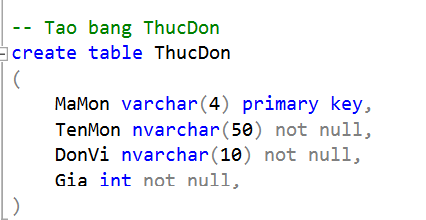 -- Tao bang ThucDon
create table ThucDon
(
    MaMon varchar(4) primary key,
    TenMon nvarchar(50) not null,
    DonVi nvarchar(10) not null,
    Gia int not null,
)